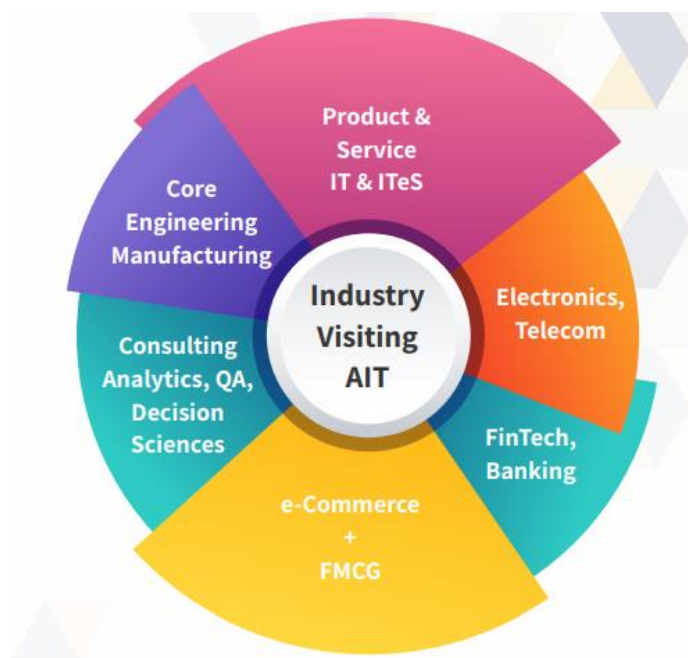 Product &
Service
IT & ITeS
Core
Engineering
Manufacturing
Industry
Visiting
AIT
Electronics,
Telecom
Consulting
Analytics, QA,
Decision
Sciences
FinTech,
Banking
e-Commerce
+
FMCG